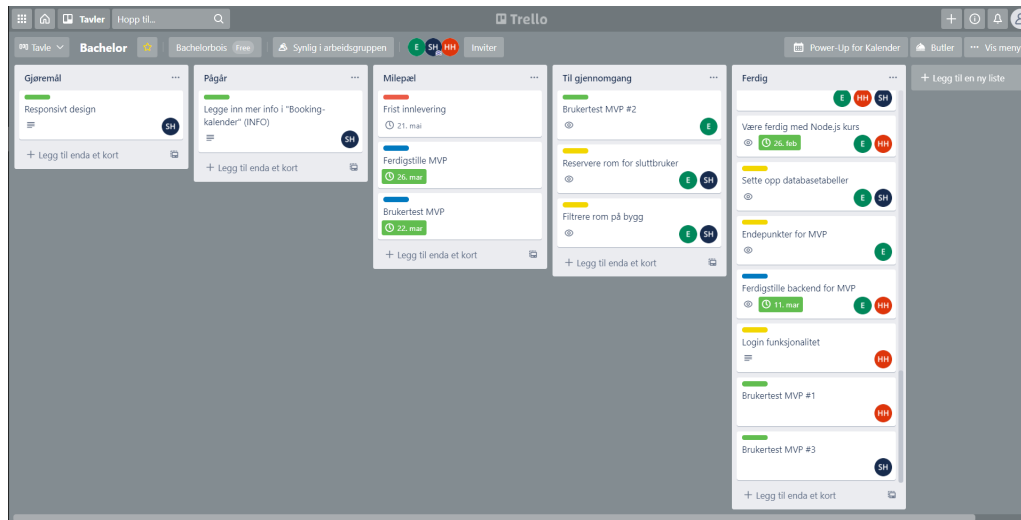 Tavler
Hopp til...
Trello
Tavle
Bachelor
Bachelorbois Free
Synlig i arbeidsgruppen
E SH HH
Inviter
Power-Up for Kalender
Butler
... Vis meny
Gjøremål
Responsivt design
SH
+ Legg til enda et kort
Pågår
Legge inn mer info i "Booking-
kalender" (INFO)
SH
+ Legg til enda et kort
Milepæl
Frist innlevering
21. mai
Ferdigstille MVP
26. mar
Brukertest MVP
22. mar
+ Legg til enda et kort
Til gjennomgang
Brukertest MVP #2
E
Reservere rom for sluttbruker
E SH
Filtrere rom på bygg
E SH
+ Legg til enda et kort
Ferdig
E HH SH
Være ferdig med Node.js kurs
26. feb E HH
Sette opp databasetabeller
E SH
Endepunkter for MVP
E
Ferdigstille backend for MVP
11. mar E HH
Login funksjonalitet
HH
Brukertest MVP #1
HH
Brukertest MVP #3
SH
+ Legg til enda et kort
+ Legg til en ny liste